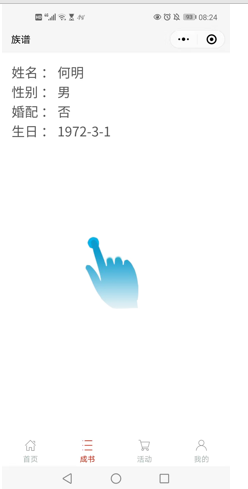 08:24
族谱
姓名： 何明
性别： 男
婚配： 否
生日： 1972-3-1
首页 成书 活动 我的